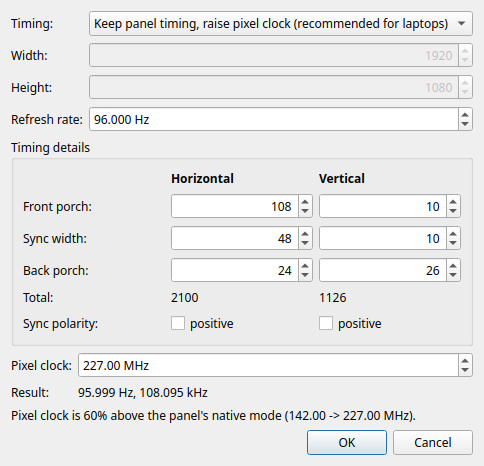 Timing: Keep panel timing, raise pixel clock (recommended for laptops)
Width: 1920
Height: 1080
Refresh rate: 96.000 Hz
Timing details
Horizontal Vertical
Front porch: 108 10
Sync width: 48 10
Back porch: 24 26
Total: 2100 1126
Sync polarity: positive positive
Pixel clock: 227.00 MHz
Result: 95.999 Hz, 108.095 kHz
Pixel clock is 60% above the panel's native mode (142.00 -> 227.00 MHz).
OK Cancel